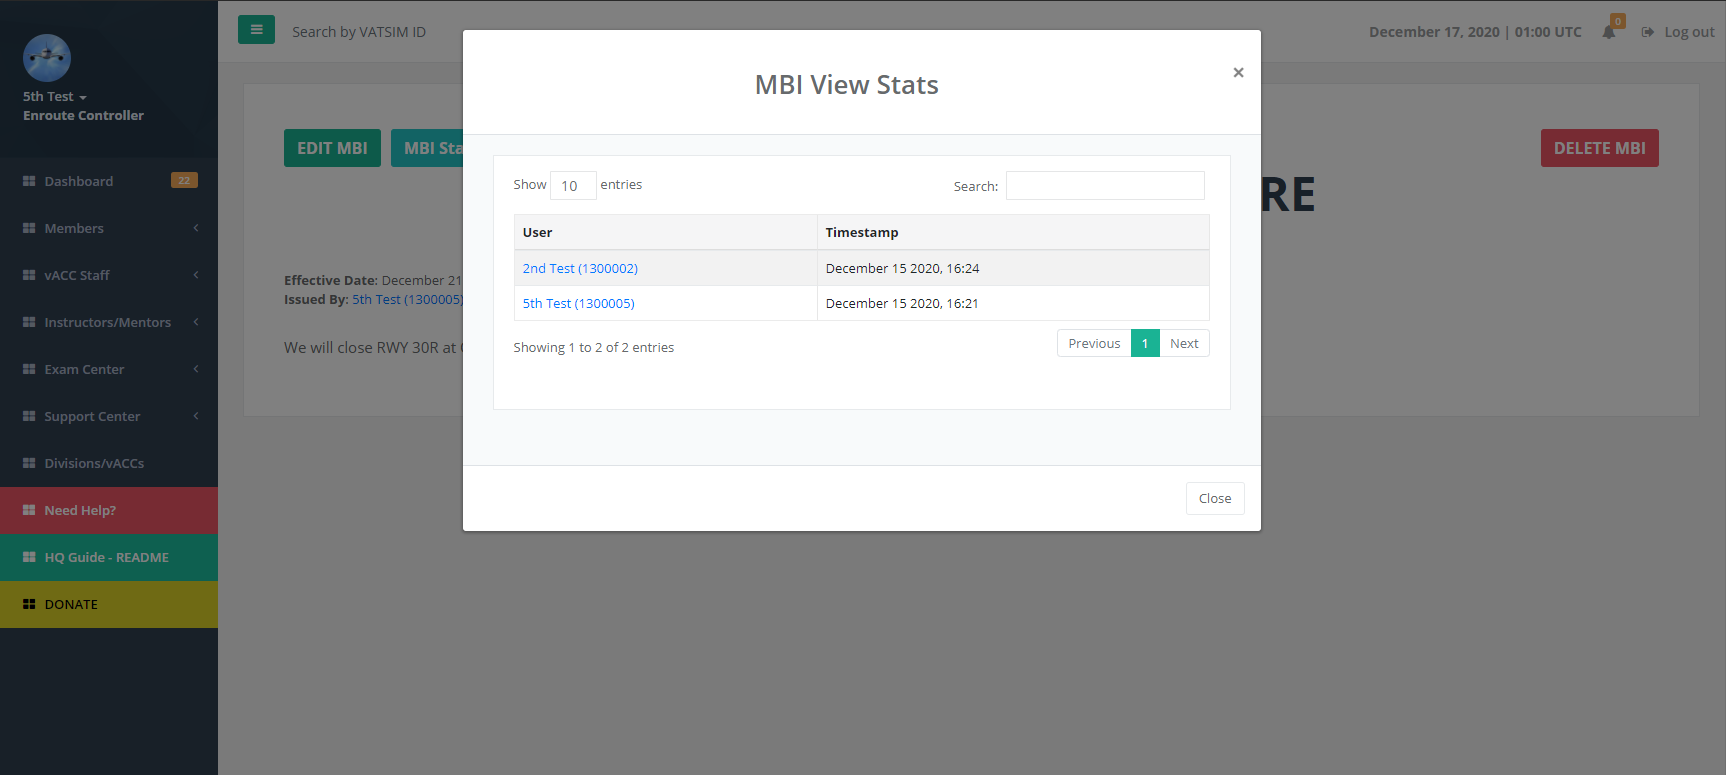 Search by VATSIM ID
December 17, 2020 | 01:00 UTC
0
Log out
5th Test
Enroute Controller
Dashboard 22
Members
vACC Staff
Instructors/Mentors
Exam Center
Support Center
Divisions/vACCs
Need Help?
HQ Guide - README
DONATE
EDIT MBI
MBI Sta
DELETE MBI
RE
Effective Date: December 21
Issued By: 5th Test (1300005)
We will close RWY 30R at
MBI View Stats
×
Show 10 entries
Search:
User Timestamp
2nd Test (1300002) December 15 2020, 16:24
5th Test (1300005) December 15 2020, 16:21
Showing 1 to 2 of 2 entries
Previous 1 Next
Close